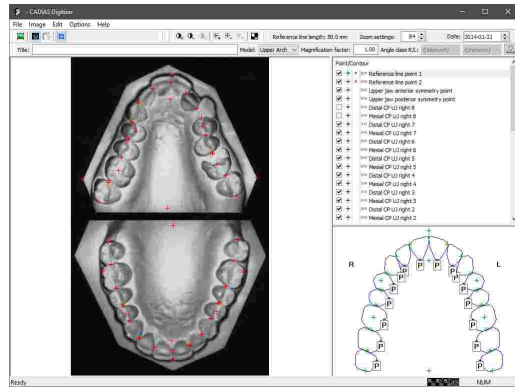 - CADIAS Digitizer
File Image Edit Options Help
Reference line length: 50.0 mm Zoom settings: 84 Date: 2014-01-31
Title: Model: Upper Arch Magnification factor: 1.00 Angle class R/L: (Unknown) (Unknown)
Point/Contour
Reference line point 1
Reference line point 2
Upper jaw anterior symmetry point
Upper jaw posterior symmetry point
Distal CP UJ right 8
Mesial CP UJ right 8
Distal CP UJ right 7
Mesial CP UJ right 7
Distal CP UJ right 6
Mesial CP UJ right 6
Distal CP UJ right 5
Mesial CP UJ right 5
Distal CP UJ right 4
Mesial CP UJ right 4
Distal CP UJ right 3
Mesial CP UJ right 3
Distal CP UJ right 2
Mesial CP UJ right 2
R L
P P P P
P P
P P
P P
P P
P P
Ready NUM